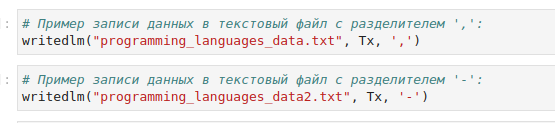 # Пример записи данных в текстовый файл с разделителем ',':
writedlm("programming_languages_data.txt", Tx, ',')
# Пример записи данных в текстовый файл с разделителем '-':
writedlm("programming_languages_data2.txt", Tx, '-')